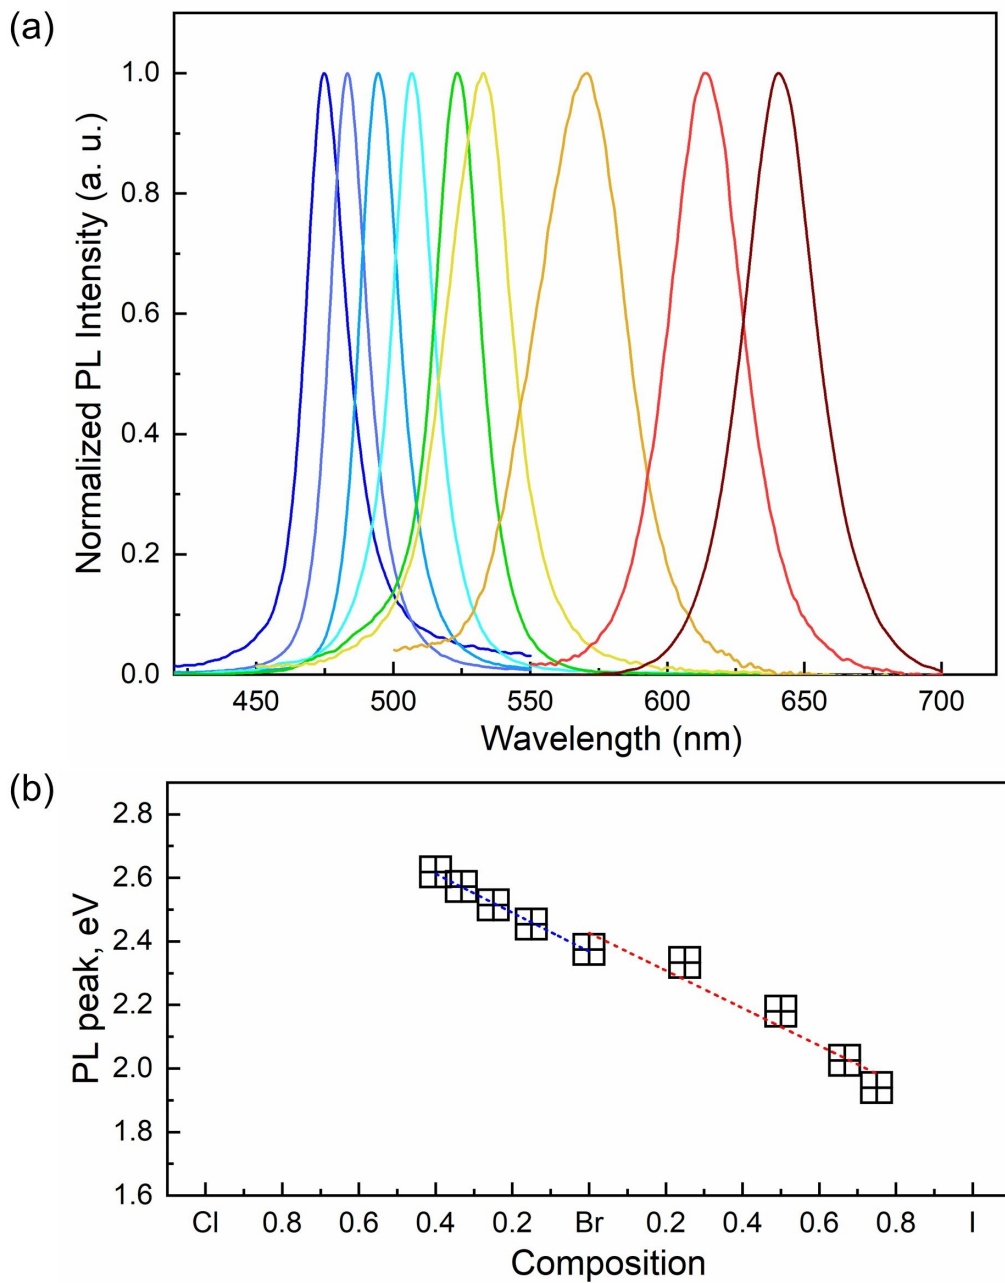 (a)
Normalized PL Intensity (a. u.)
1.0
0.8
0.6
0.4
0.2
0.0
450 500 550 600 650 700
Wavelength (nm)
(b)
PL peak, eV
2.8
2.6
2.4
2.2
2.0
1.8
1.6
Cl 0.8 0.6 0.4 0.2 Br 0.2 0.4 0.6 0.8 I
Composition